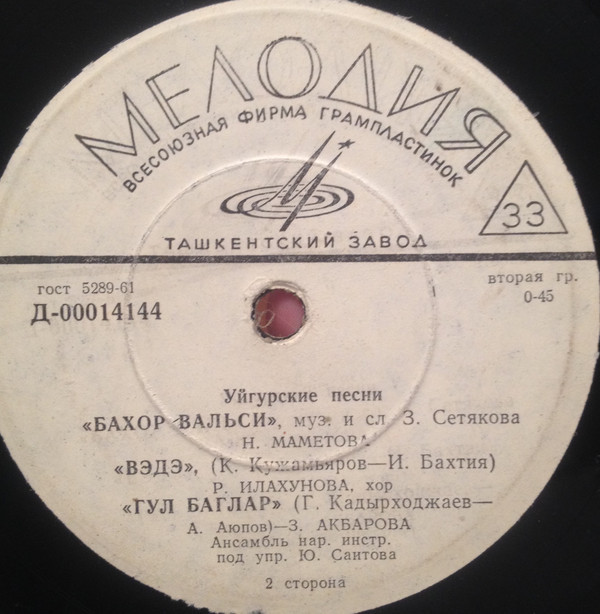 МЕЛОДИЯ
ВСЕСОЮЗНАЯ ФИРМА ГРАМПЛАСТИНОК
33
ТАШКЕНТСКИЙ ЗАВОД
гост 5289-61
вторая гр.
Д-00014144
0-45
Уйгурские песни
«БАХОР ВАЛЬСИ», муз. и сл. З. Сетякова
Н. МАМЕТОВА
«ВЭДЭ», (К. Кужамьяров—И. Бахтия)
Р. ИЛАХУНОВА, хор
«ГУЛ БАГЛАР» (Г. Кадырходжаев—
А. Аюпов)—З. АКБАРОВА
Ансамбль нар. инстр.
под упр. Ю. Саитова
2 сторона